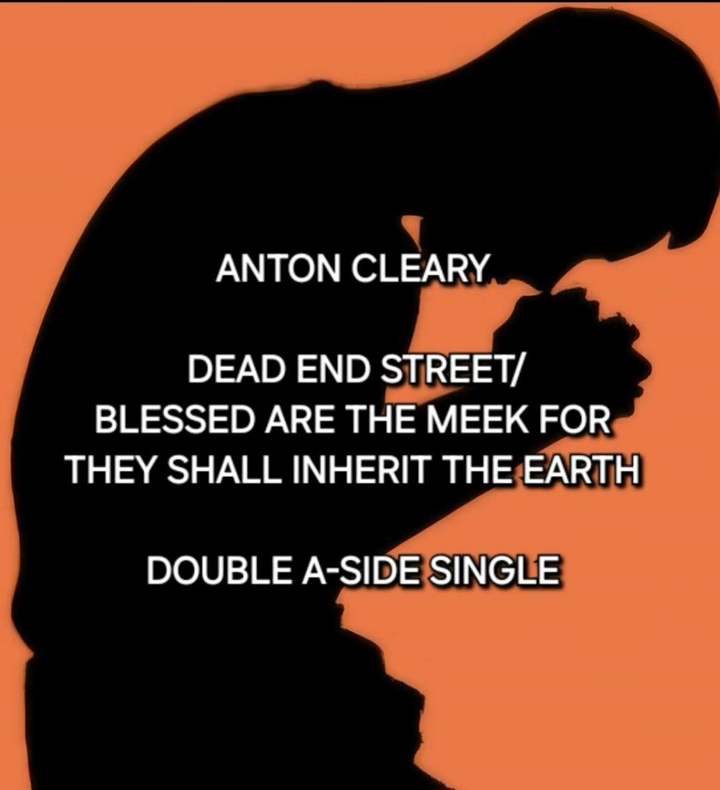 ANTON CLEARY
DEAD END STREET/
BLESSED ARE THE MEEK FOR
THEY SHALL INHERIT THE EARTH
DOUBLE A-SIDE SINGLE